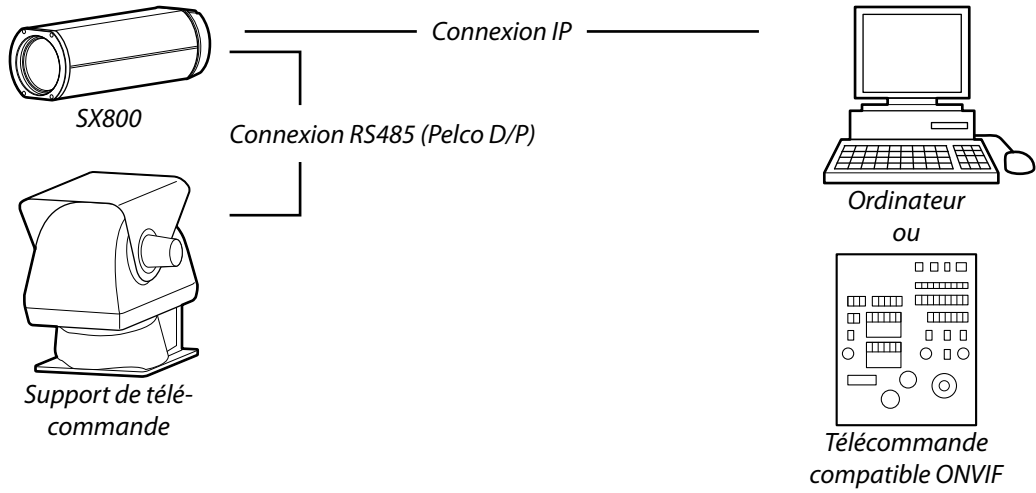 Connexion IP
SX800
Connexion RS485 (Pelco D/P)
Ordinateur
ou
Support de télé-
commande
Télécommande
compatible ONVIF